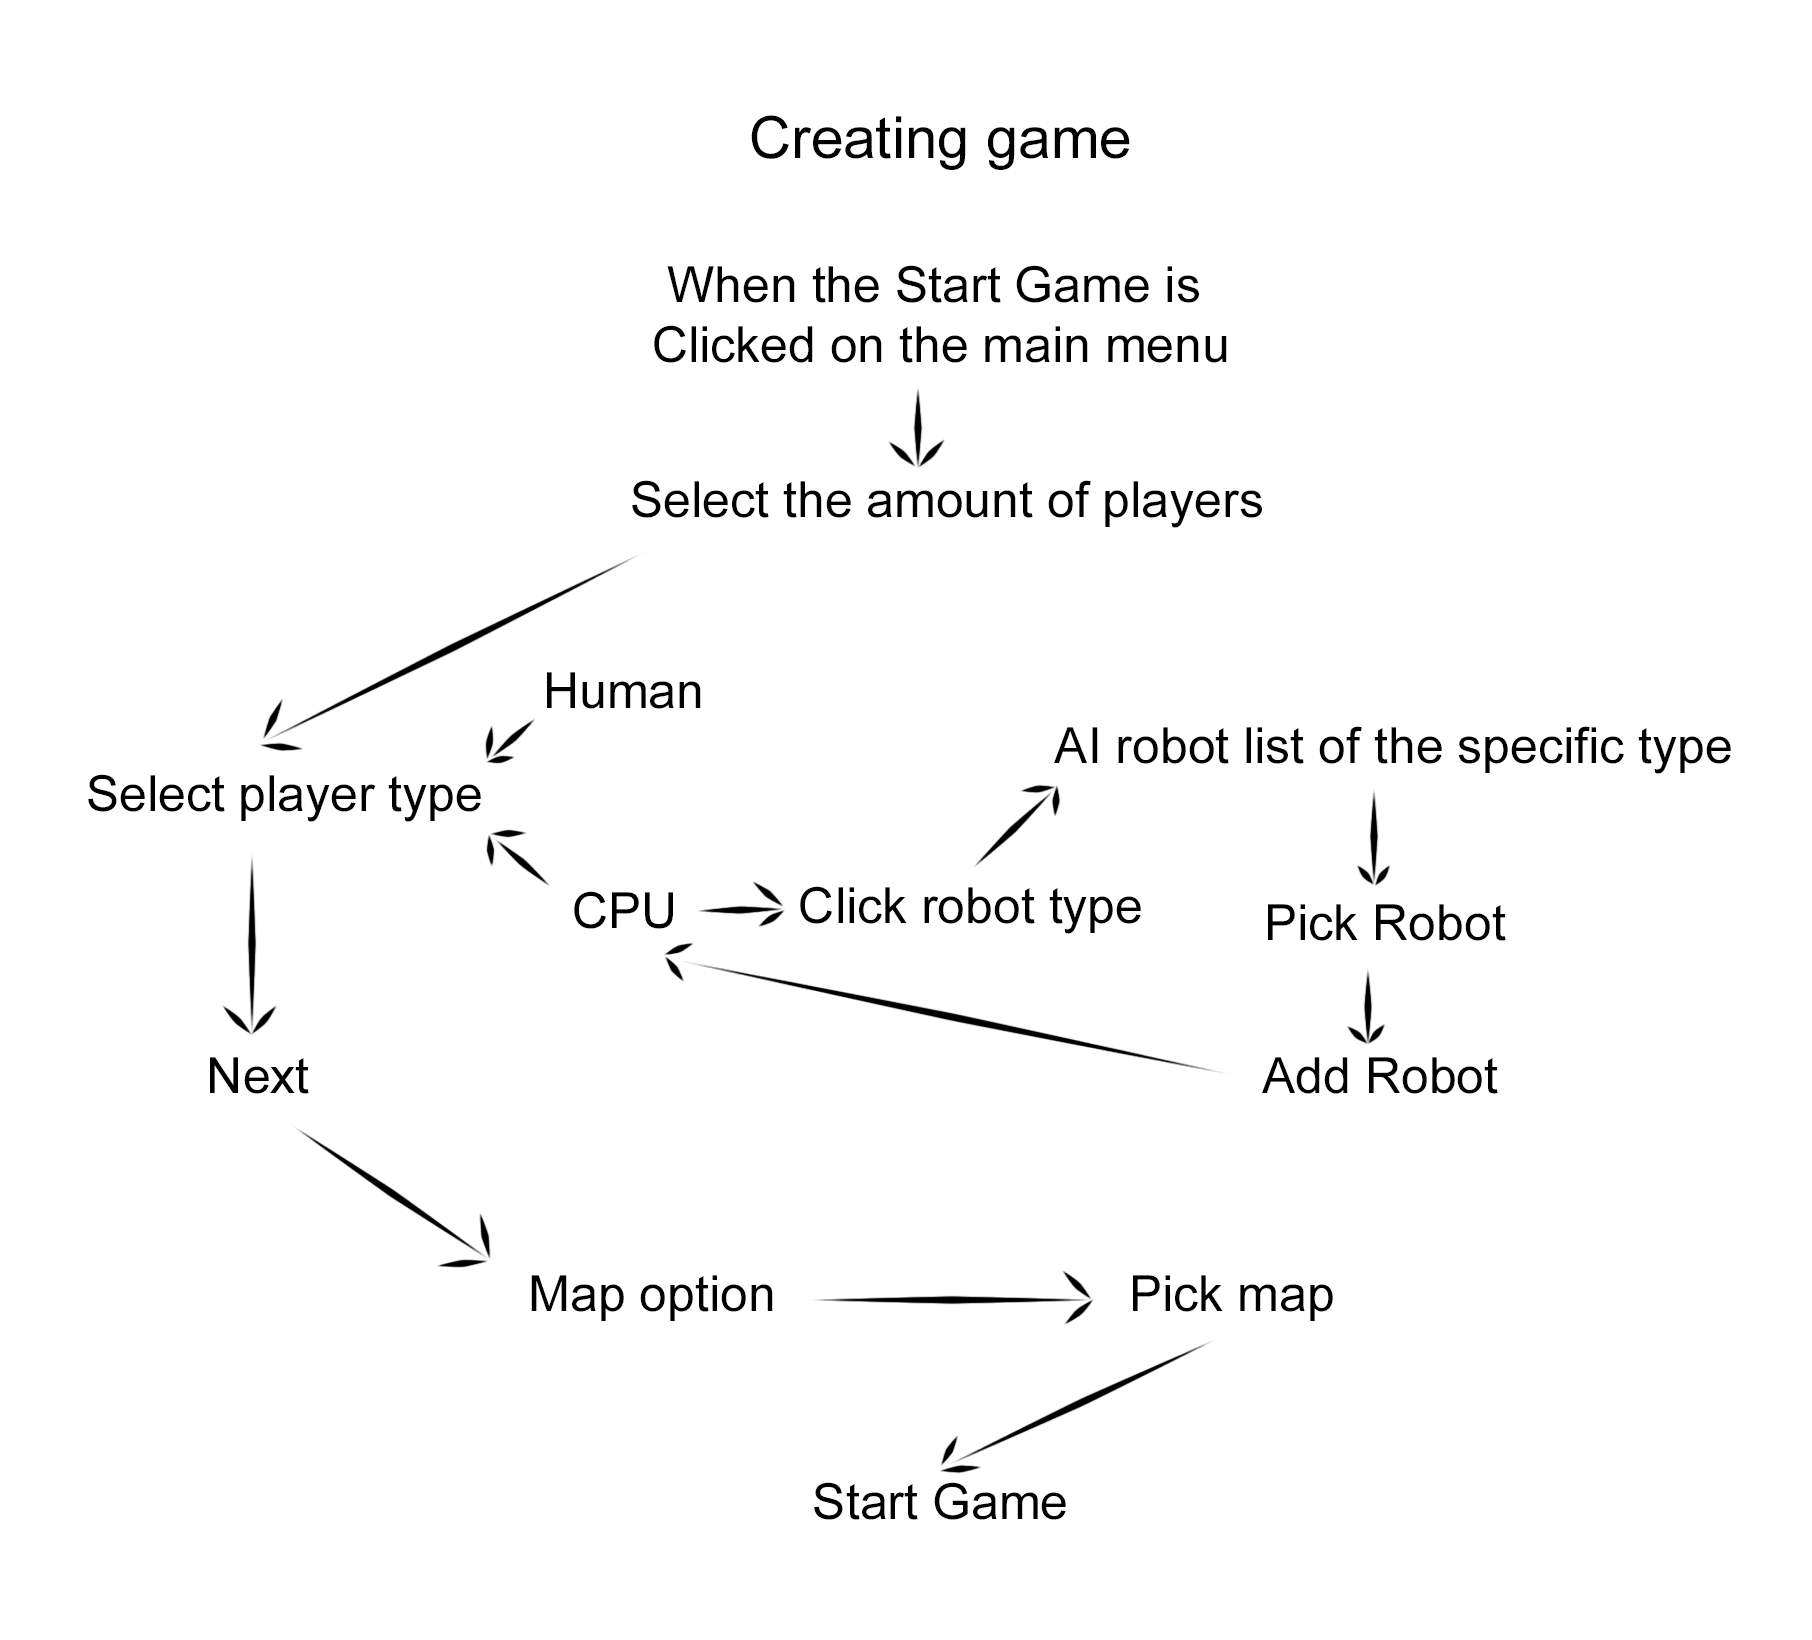 Creating game
When the Start Game is
Clicked on the main menu
Select the amount of players
Human
AI robot list of the specific type
Select player type
CPU
Click robot type
Pick Robot
Next
Add Robot
Map option
Pick map
Start Game